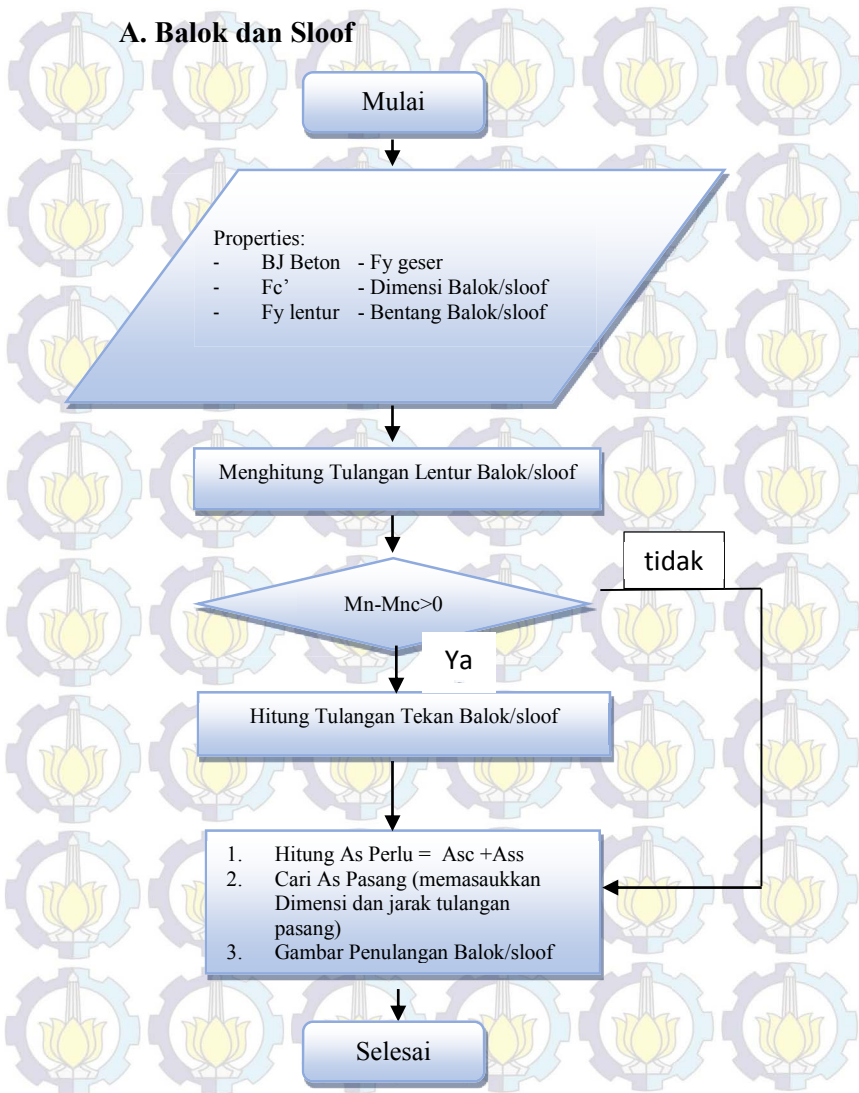 A. Balok dan Sloof
Mulai
Properties:
- BJ Beton - Fy geser
- Fc’ - Dimensi Balok/sloof
- Fy lentur - Bentang Balok/sloof
Menghitung Tulangan Lentur Balok/sloof
tidak
Mn-Mnc>0
Ya
Hitung Tulangan Tekan Balok/sloof
1. Hitung As Perlu = Asc +Ass
2. Cari As Pasang (memasaukkan
Dimensi dan jarak tulangan
pasang)
3. Gambar Penulangan Balok/sloof
Selesai